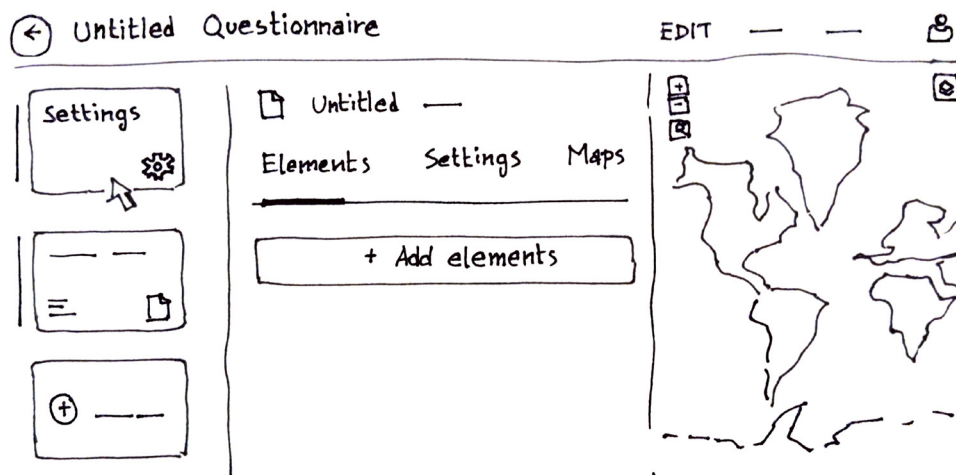 Untitled Questionnaire
EDIT
Settings
Untitled
Elements Settings Maps
+ Add elements